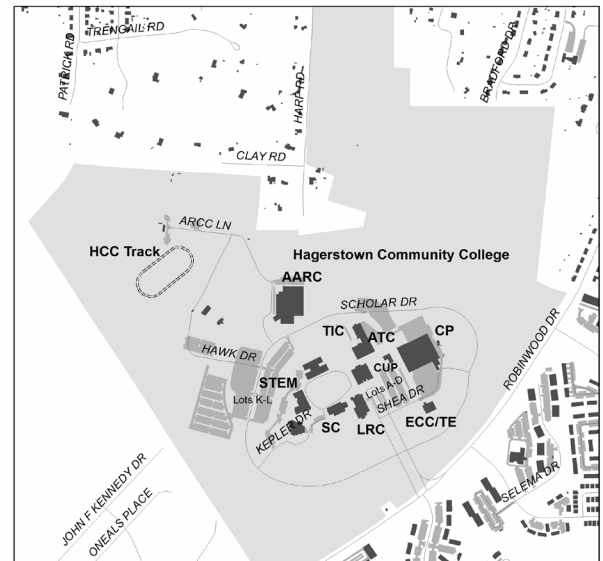 TRENGAIL RD
PATRICK RD
HARP RD
BRADFORD DR
CLAY RD
ARCC LN
HCC Track
Hagerstown Community College
AARC
SCHOLAR DR
TIC
ATC
CP
HAWK DR
CUP
ROBINWOOD DR
STEM
Lots A-D
Lots K-L
SHEA DR
KEPLER DR
SC
LRC
ECC/TE
JOHN F KENNEDY DR
ONEALS PLACE
SELEMA DR